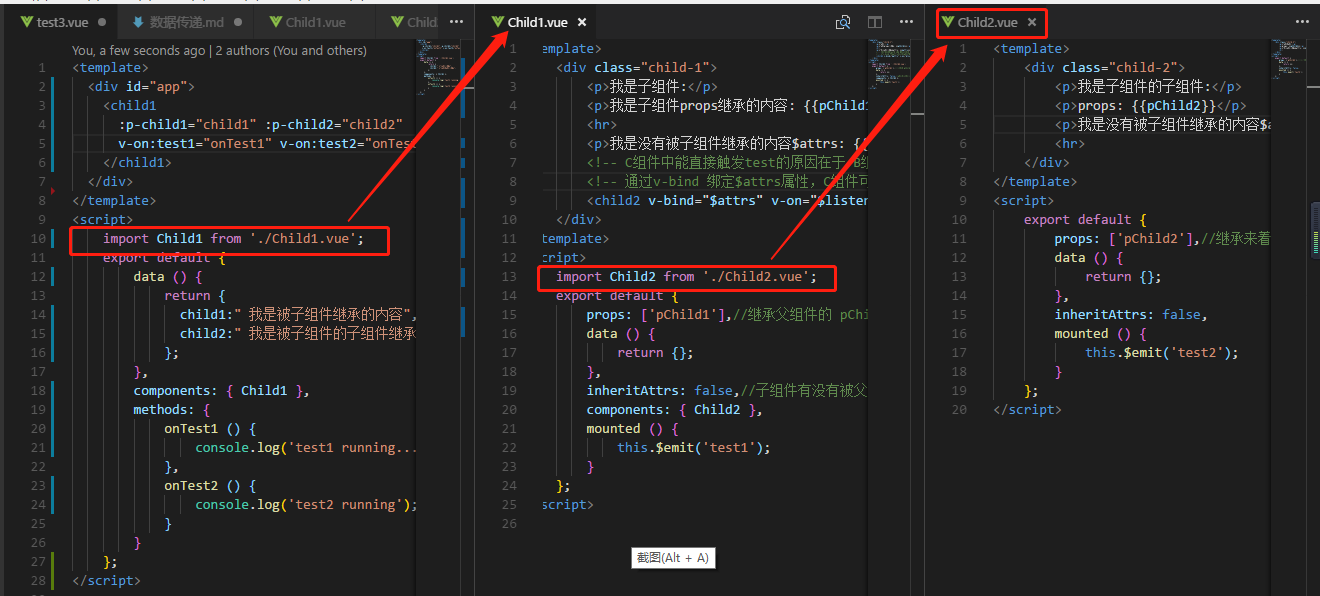 test3.vue
数据传递.md
Child1.vue
Child
Child1.vue
Child2.vue
You, a few seconds ago | 2 authors (You and others)
1 <template>
2 <div id="app">
3 <child1
4 :p-child1="child1" :p-child2="child2"
5 v-on:test1="onTest1" v-on:test2="onTes
6 </child1>
7 </div>
8 </template>
9 <script>
10 import Child1 from './Child1.vue';
11 export default {
12 data () {
13 return {
14 child1:" 我是被子组件继承的内容",
15 child2:" 我是被子组件的子组件继承
16 };
17 },
18 components: { Child1 },
19 methods: {
20 onTest1 () {
21 console.log('test1 running...
22 },
23 onTest2 () {
24 console.log('test2 running');
25 }
26 }
27 };
28 </script>
1 emplate>
2 <div class="child-1">
3 <p>我是子组件:</p>
4 <p>我是子组件props继承的内容: {{pChild1
5 <hr>
6 <p>我是没有被子组件继承的内容$attrs: {{
7 <!-- C组件中能直接触发test的原因在于 B组
8 <!-- 通过v-bind 绑定$attrs属性，C组件可
9 <child2 v-bind="$attrs" v-on="$listen
10 </div>
11 template>
12 cript>
13 import Child2 from './Child2.vue';
14 export default {
15 props: ['pChild1'],//继承父组件的 pChi
16 data () {
17 return {};
18 },
19 inheritAttrs: false,//子组件有没有被父
20 components: { Child2 },
21 mounted () {
22 this.$emit('test1');
23 }
24 };
25 script>
26
1 <template>
2 <div class="child-2">
3 <p>我是子组件的子组件:</p>
4 <p>props: {{pChild2}}</p>
5 <p>我是没有被子组件继承的内容$a
6 <hr>
7 </div>
8 </template>
9 <script>
10 export default {
11 props: ['pChild2'],//继承来着
12 data () {
13 return {};
14 },
15 inheritAttrs: false,
16 mounted () {
17 this.$emit('test2');
18 }
19 };
20 </script>
截图(Alt + A)